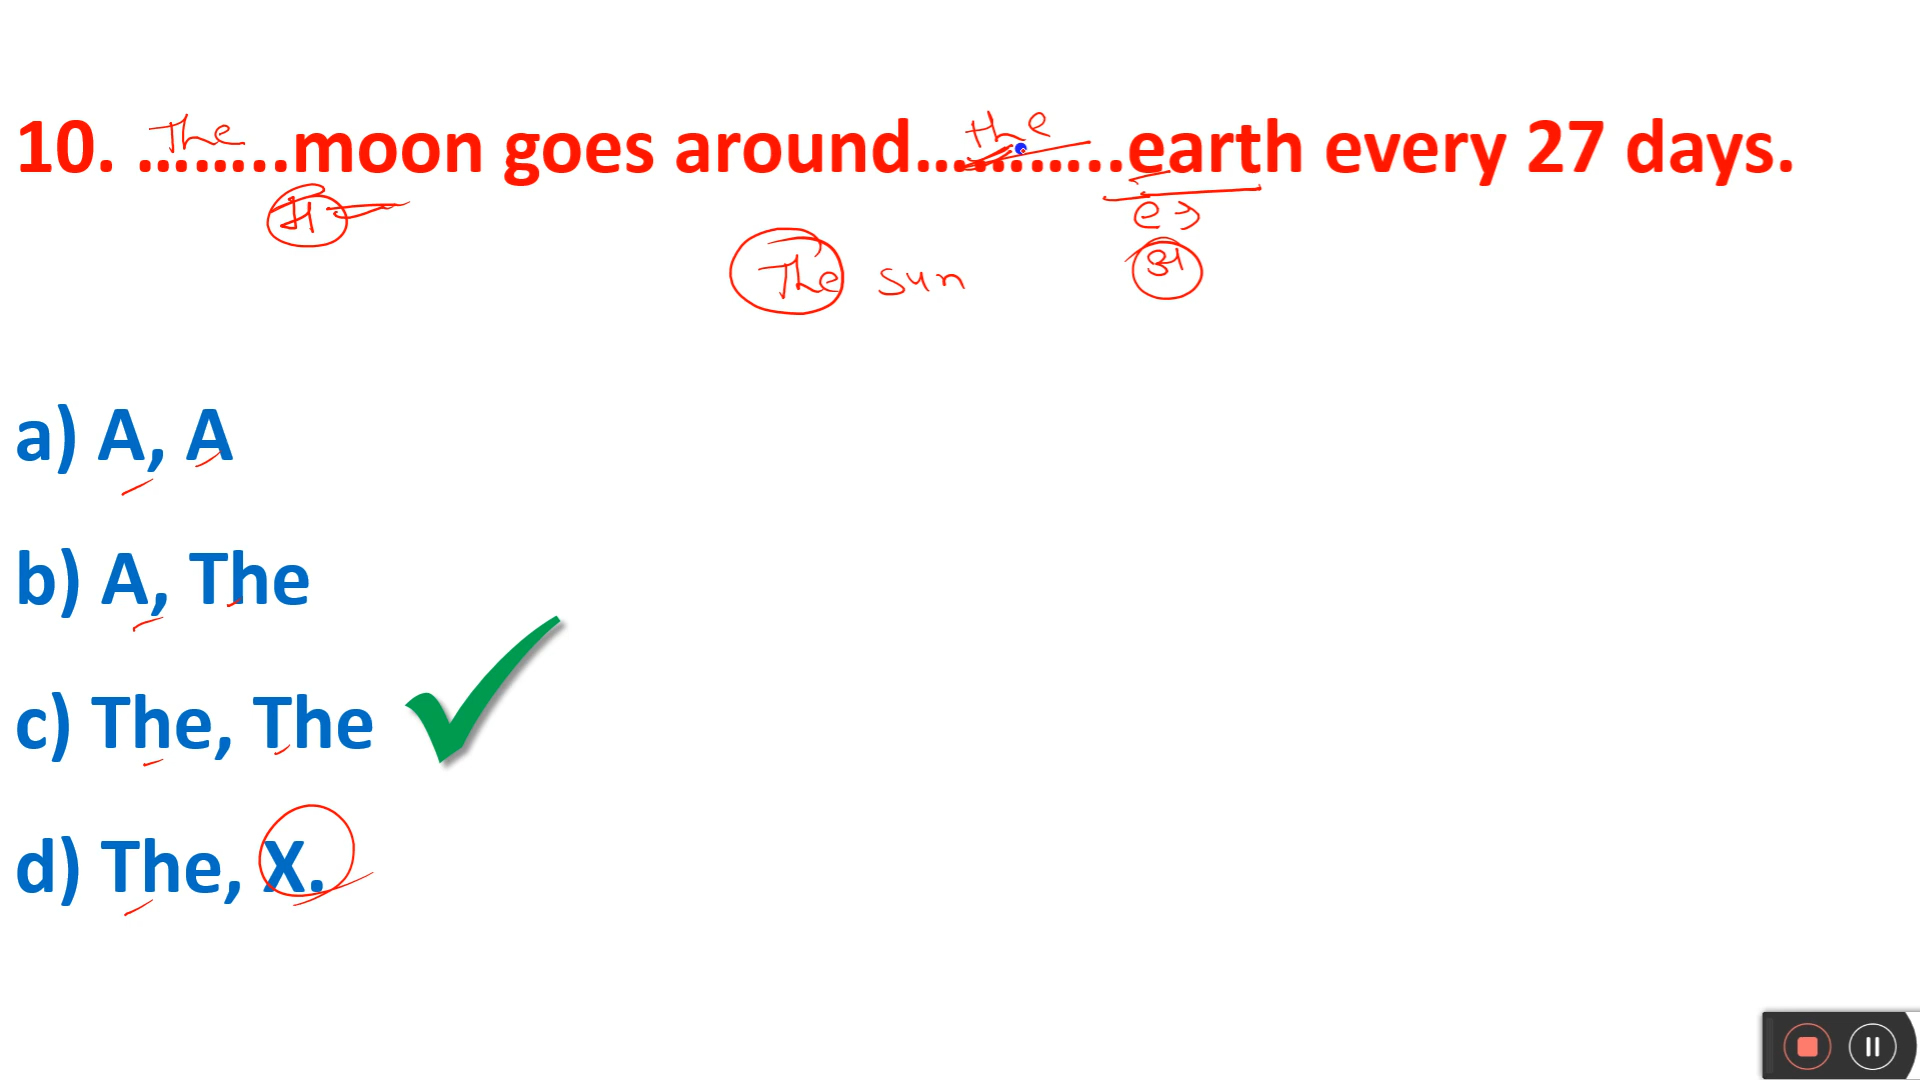 The the
10. ........moon goes around............earth every 27 days.
म e→
The sun अ
a) A, A
b) A, The
c) The, The
d) The, X.